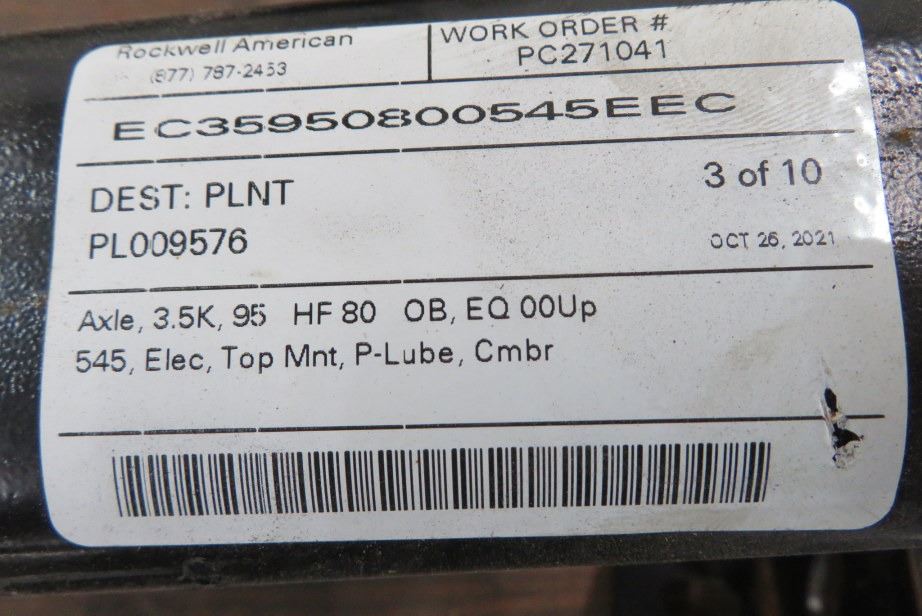 Rockwell American
(877) 787-2453
WORK ORDER #
PC271041
EC35950800545EEC
DEST: PLNT
3 of 10
PL009576
OCT 26, 2021
Axle, 3.5K, 95 HF 80 OB, EQ 00Up
545, Elec, Top Mnt, P-Lube, Cmbr